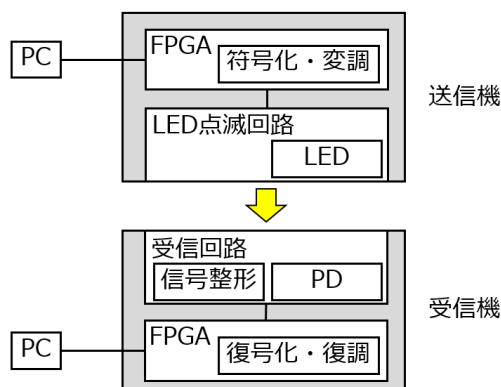 FPGA
PC
符号化・変調
送信機
LED点滅回路
LED
受信回路
信号整形
PD
受信機
FPGA
PC
復号化・復調